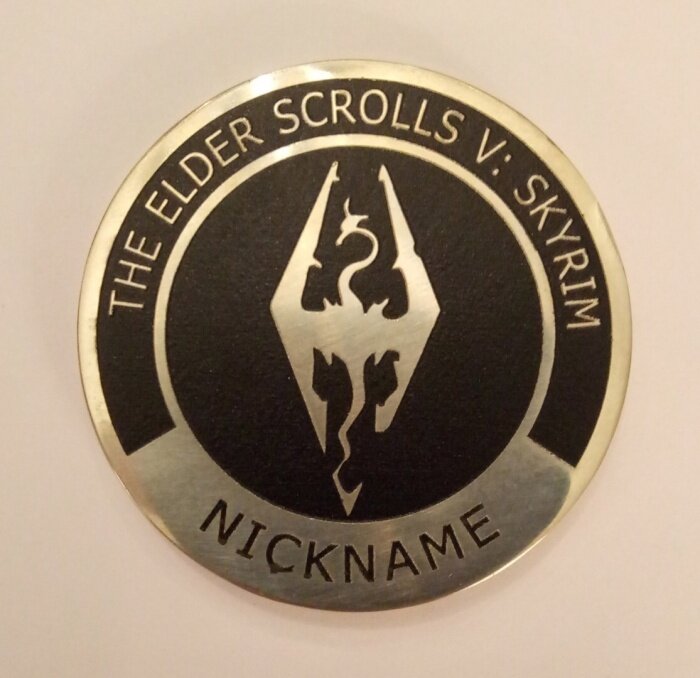 THE ELDER SCROLLS V: SKYRIM
NICKNAME